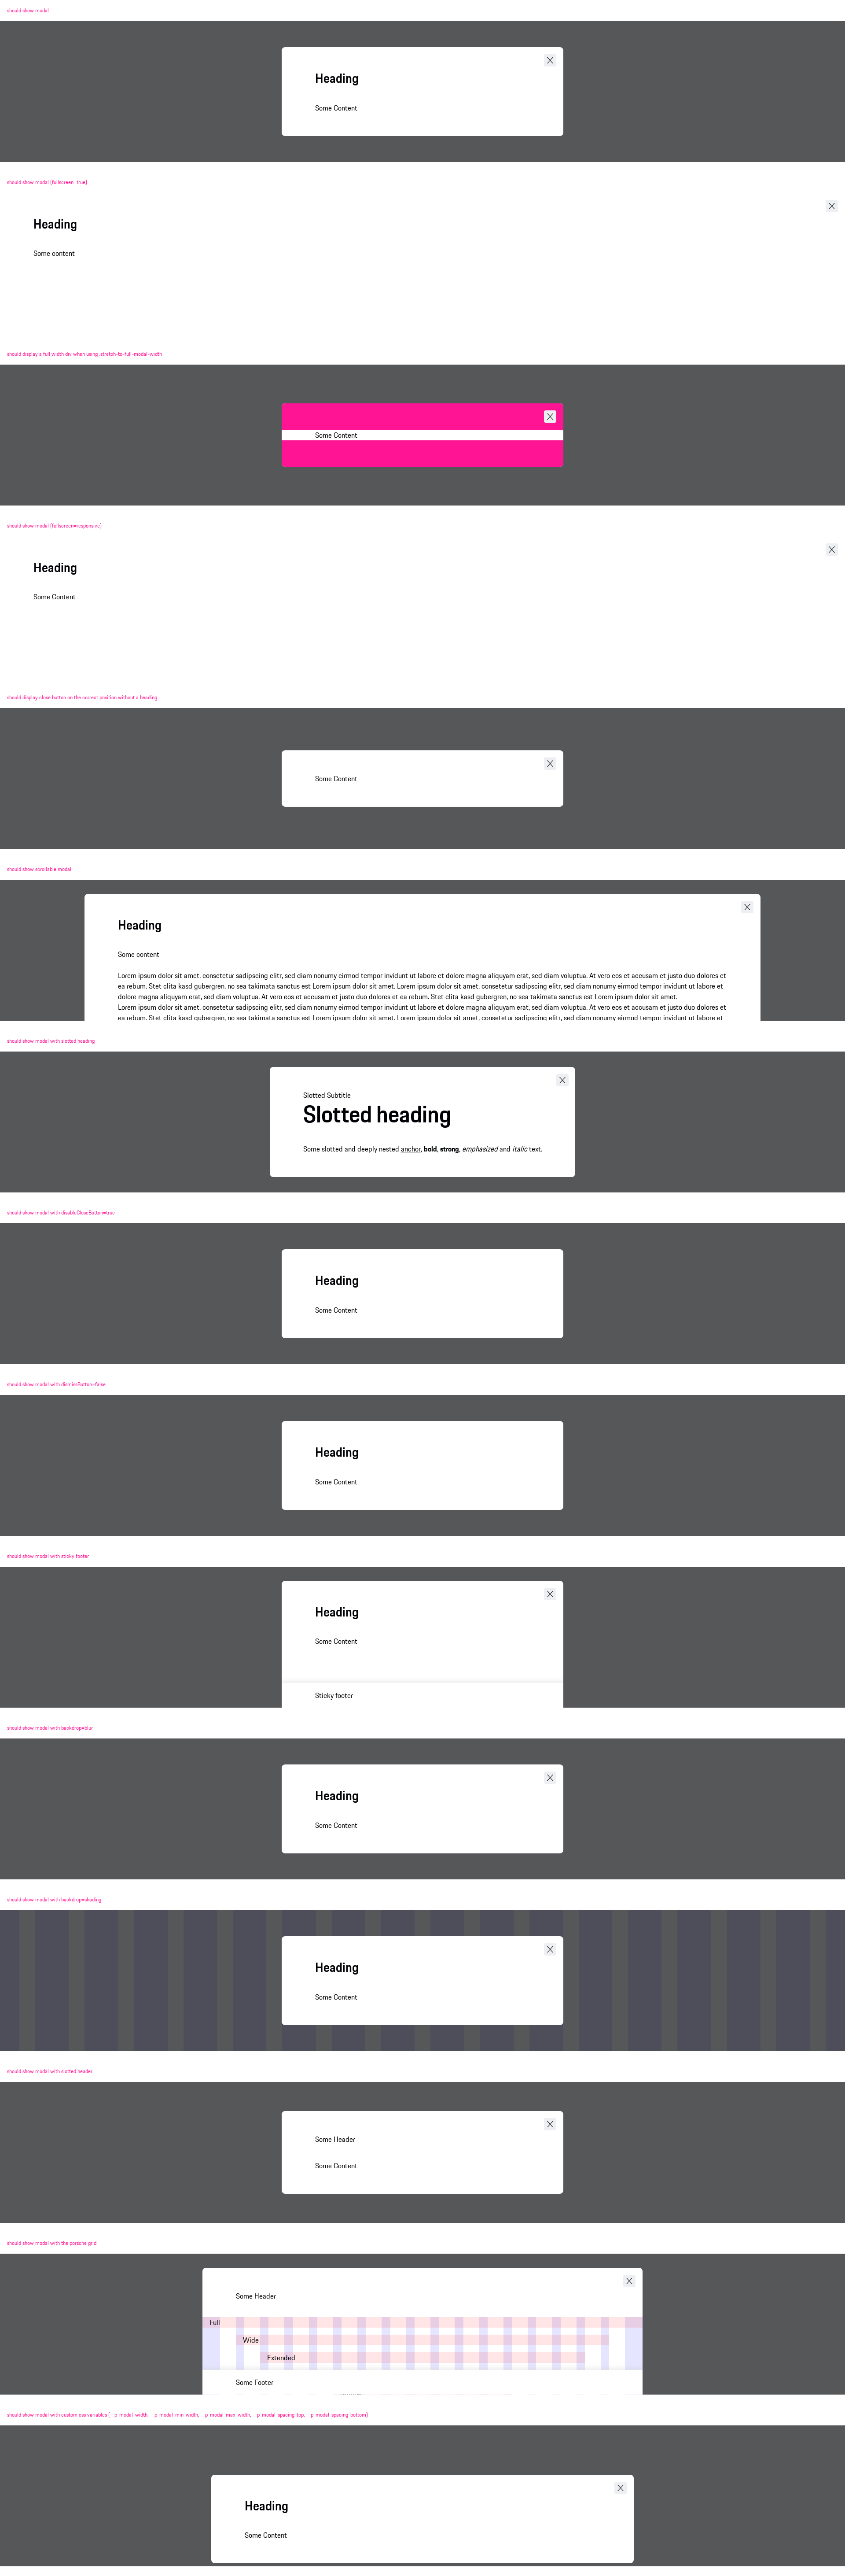 should show modal
Heading
Some Content
should show modal [fullscreen=true]
Heading
Some content
should display a full width div when using .stretch-to-full-modal-width
Some Content
should show modal [fullscreen=responsive]
Heading
Some Content
should display close button on the correct position without a heading.
Some Content
should show scrollable modal
Heading
Some content
Lorem ipsum dolor sit amet, consetetur sadipscing elitr, sed diam nonumy eirmod tempor invidunt ut labore et dolore magna aliquyam erat, sed diam voluptua. At vero eos et accusam et justo duo dolores et
ea rebum. Stet clita kasd gubergren, no sea takimata sanctus est Lorem ipsum dolor sit amet. Lorem ipsum dolor sit amet, consetetur sadipscing elitr, sed diam nonumy eirmod tempor invidunt ut labore et
dolore magna aliquyam erat, sed diam voluptua. At vero eos et accusam et justo duo dolores et ea rebum. Stet clita kasd gubergren, no sea takimata sanctus est Lorem ipsum dolor sit amet.
Lorem ipsum dolor sit amet, consetetur sadipscing elitr, sed diam nonumy eirmod tempor invidunt ut labore et dolore magna aliquyam erat, sed diam voluptua. At vero eos et accusam et justo duo dolores et
ea rebum. Stet clita kasd gubergren, no sea takimata sanctus est Lorem ipsum dolor sit amet. Lorem ipsum dolor sit amet, consetetur sadipscing elitr, sed diam nonumy eirmod tempor invidunt ut labore et
should show modal with slotted heading
Slotted Subtitle
Slotted heading
Some slotted and deeply nested anchor, bold, strong, emphasized and italic text.
should show modal with disableCloseButton=true
Heading
Some Content
should show modal with dismissButton=false
Heading
Some Content
should show modal with sticky footer
Heading
Some Content
Sticky footer
should show modal with backdrop=blur
Heading
Some Content
should show modal with backdrop=shading
Heading
Some Content
should show modal with slotted header
Some Header
Some Content
should show modal with the porsche grid
Some Header
Full
Wide
Extended
Some Footer
should show modal with custom css variables (--p-modal-width, --p-modal-min-width, --p-modal-max-width, --p-modal-spacing-top, --p-modal-spacing-bottom)
Heading
Some Content